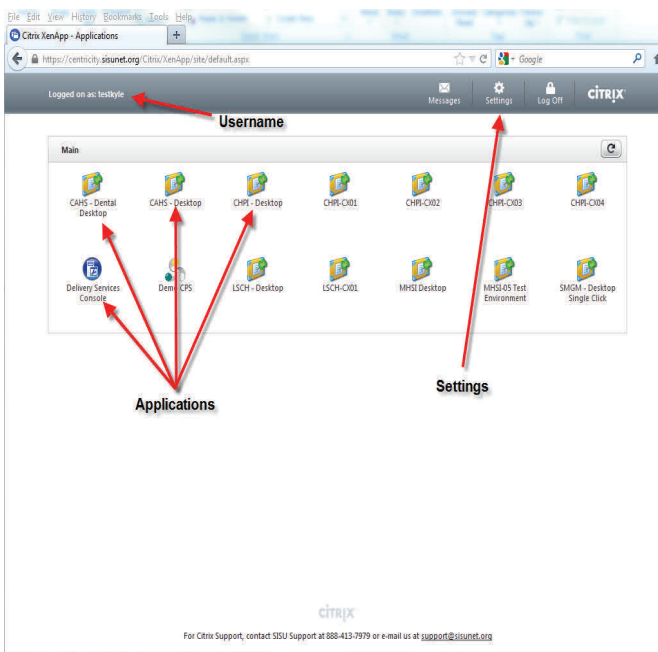 File Edit View History Bookmarks Tools Help
Citrix XenApp - Applications +
https://centricity.sisunet.org/Citrix/XenApp/site/default.aspx Google
Logged on as: testkyle Messages Settings Log Off CİTRIX
Username
Main
CAHS - Dental Desktop
CAHS - Desktop
CHPI - Desktop
CHPI-CX01
CHPI-CX02
CHPI-CX03
CHPI-CX04
Delivery Services Console
Demo CPS
LSCH - Desktop
LSCH-CX01
MHSI Desktop
MHSI-05 Test Environment
SMGM - Desktop Single Click
Applications
Settings
CİTRIX
For Citrix Support, contact SISU Support at 888-413-7979 or e-mail us at support@sisunet.org